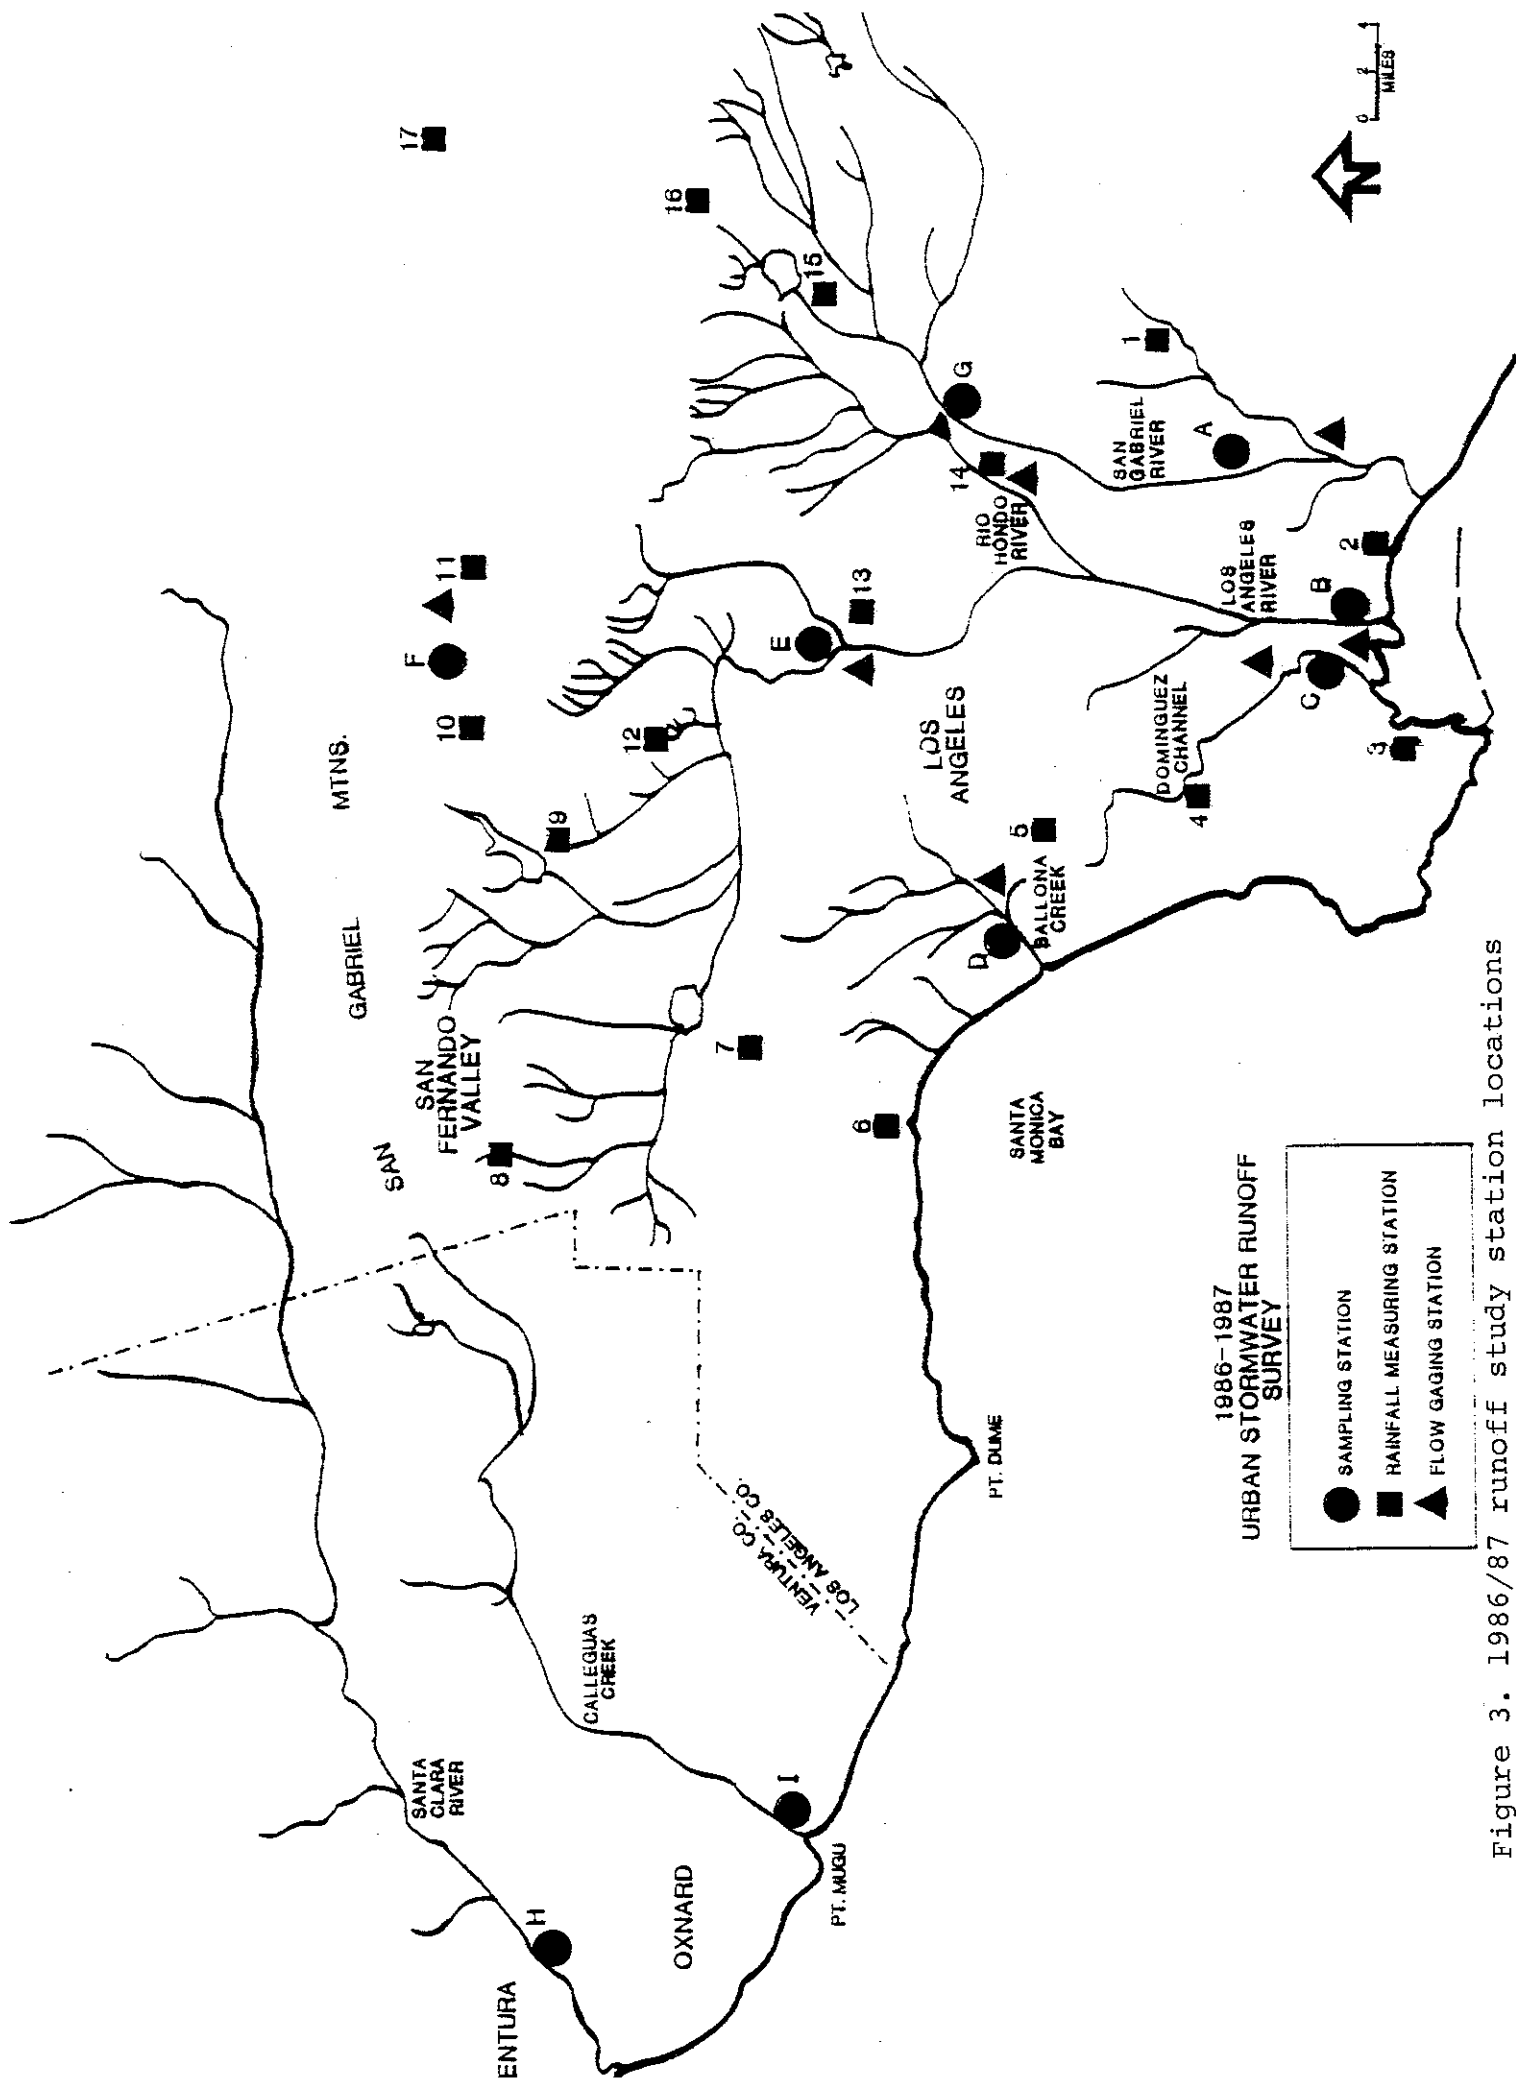 ENTURA
OXNARD
SANTA
CLARA
RIVER
CALLEGUAS
CREEK
H
I
PT. MUGU
VENTURA CO.
LOS ANGELES CO.
PT. DUME
SAN
GABRIEL
MTNS.
SAN
FERNANDO
VALLEY
SANTA
MONICA
BAY
BALLONA
CREEK
LOS
ANGELES
DOMINGUEZ
CHANNEL
LOS
ANGELES
RIVER
RIO
HONDO
RIVER
SAN
GABRIEL
RIVER
8
7
6
D
5
4
3
9
10
F
11
12
E
13
C
B
2
14
G
A
1
15
16
17
N
0 2 4
MILES
1986-1987
URBAN STORMWATER RUNOFF
SURVEY
SAMPLING STATION
RAINFALL MEASURING STATION
FLOW GAGING STATION
Figure 3. 1986/87 runoff study station locations